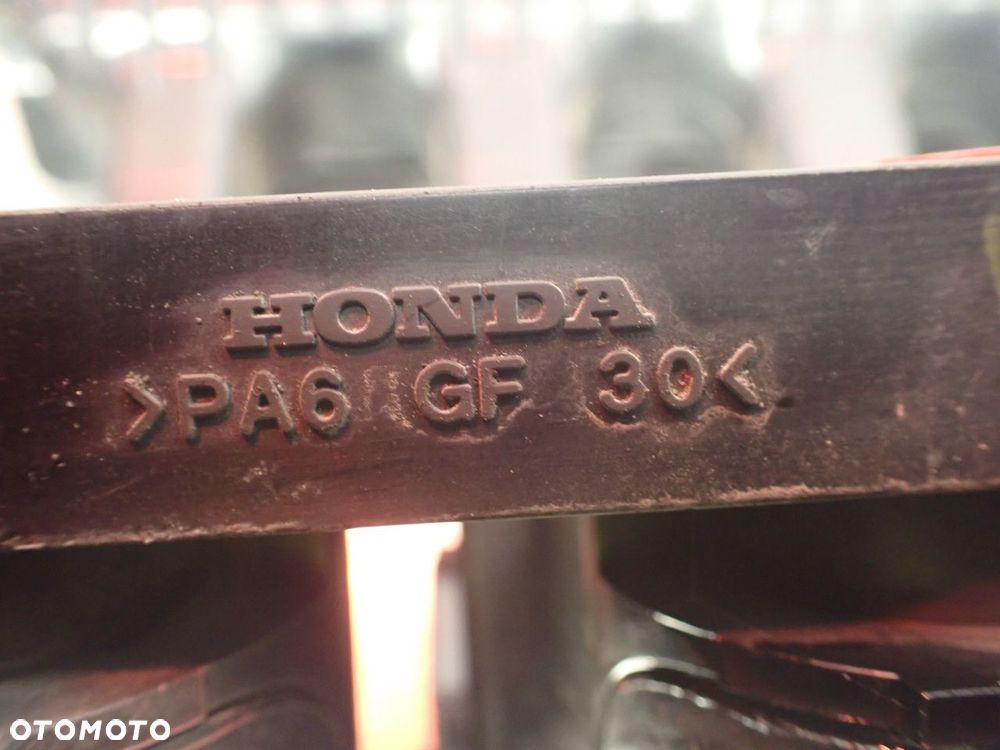 HONDA
>PA6 GF 30<
OTOMOTO